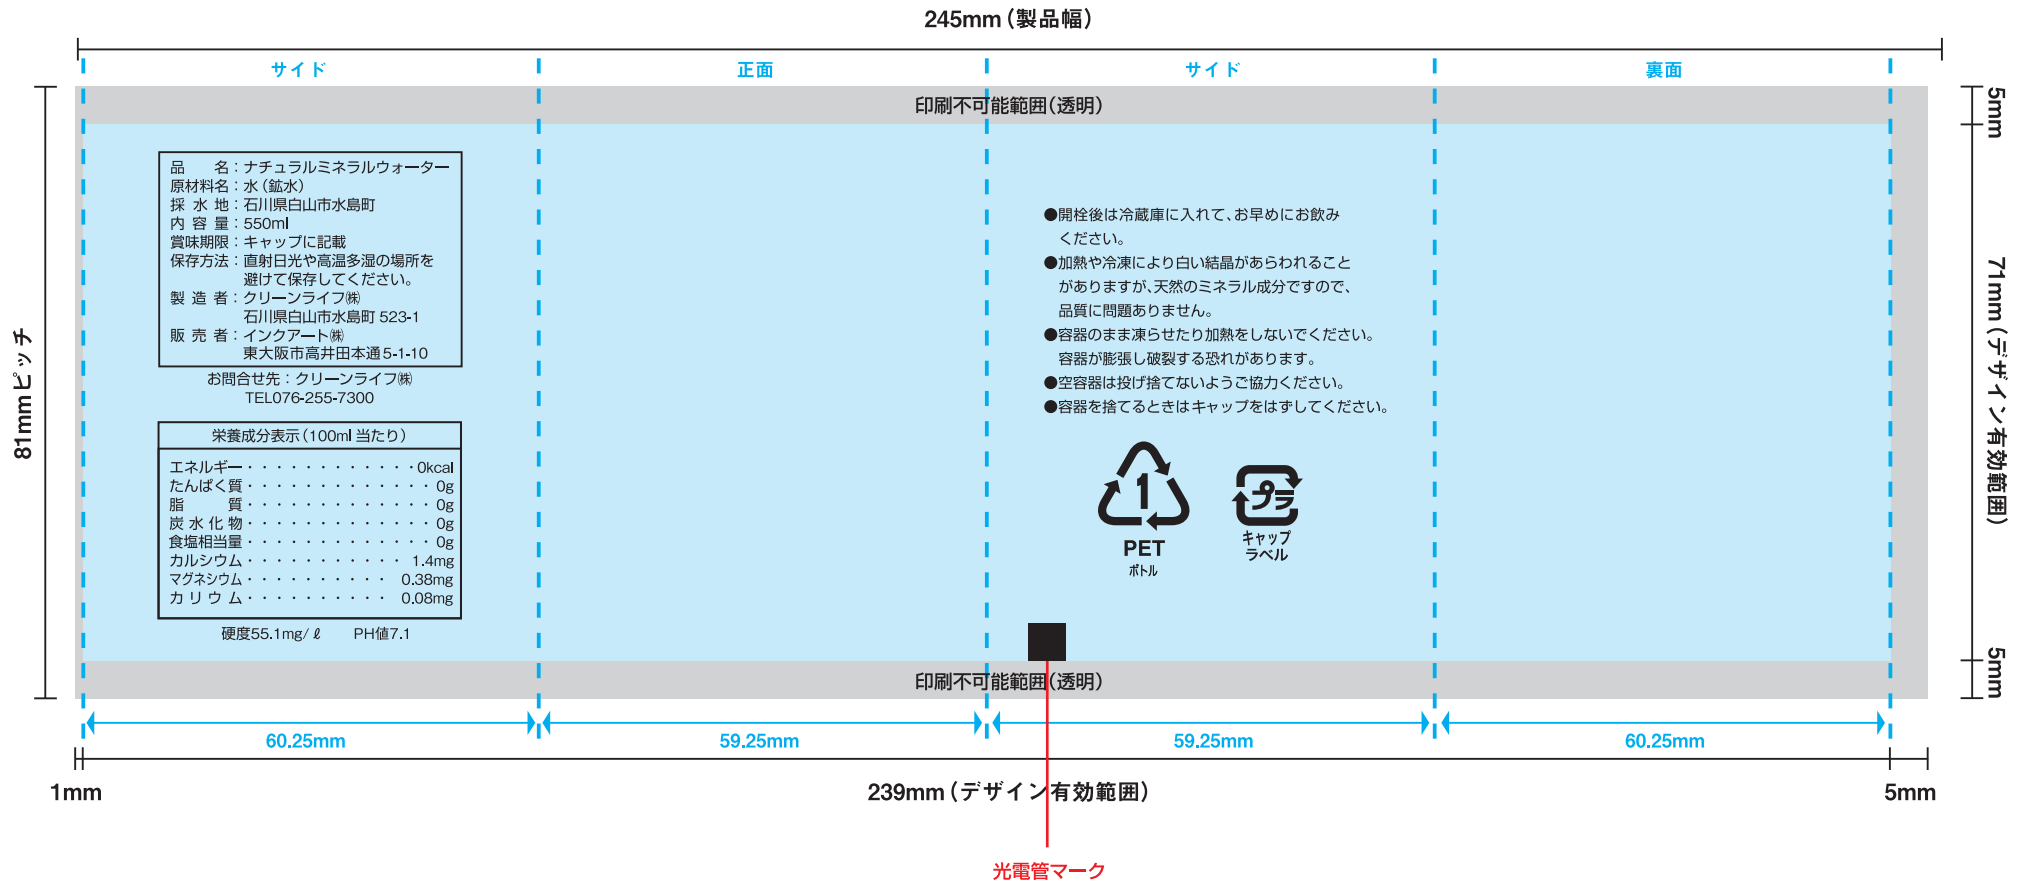 245mm（製品幅）
サイド
正面
サイド
裏面
印刷不可能範囲（透明）
品　名：ナチュラルミネラルウォーター
原材料名：水（鉱水）
採水地：石川県白山市水島町
内容量：550ml
賞味期限：キャップに記載
保存方法：直射日光や高温多湿の場所を
避けて保存してください。
製造者：クリーンライフ㈱
石川県白山市水島町 523-1
販売者：インクアート㈱
東大阪市高井田本通5-1-10
お問合せ先：クリーンライフ㈱
TEL076-255-7300
栄養成分表示（100ml 当たり）
エネルギー・・・・・・・・・・・・0kcal
たんぱく質・・・・・・・・・・・・・0g
脂　質・・・・・・・・・・・・・0g
炭水化物・・・・・・・・・・・・・0g
食塩相当量・・・・・・・・・・・・・0g
カルシウム・・・・・・・・・・・1.4mg
マグネシウム・・・・・・・・・・0.38mg
カリウム・・・・・・・・・・0.08mg
硬度55.1mg/ℓ　PH値7.1
●開栓後は冷蔵庫に入れて、お早めにお飲み
ください。
●加熱や冷凍により白い結晶があらわれること
がありますが、天然のミネラル成分ですので、
品質に問題ありません。
●容器のまま凍らせたり加熱をしないでください。
容器が膨張し破裂する恐れがあります。
●空容器は投げ捨てないようご協力ください。
●容器を捨てるときはキャップをはずしてください。
1
PET
ボトル
プラ
キャップ
ラベル
印刷不可能範囲（透明）
81mmピッチ
5mm
71mm（デザイン有効範囲）
5mm
60.25mm
59.25mm
59.25mm
60.25mm
1mm
239mm（デザイン有効範囲）
5mm
光電管マーク